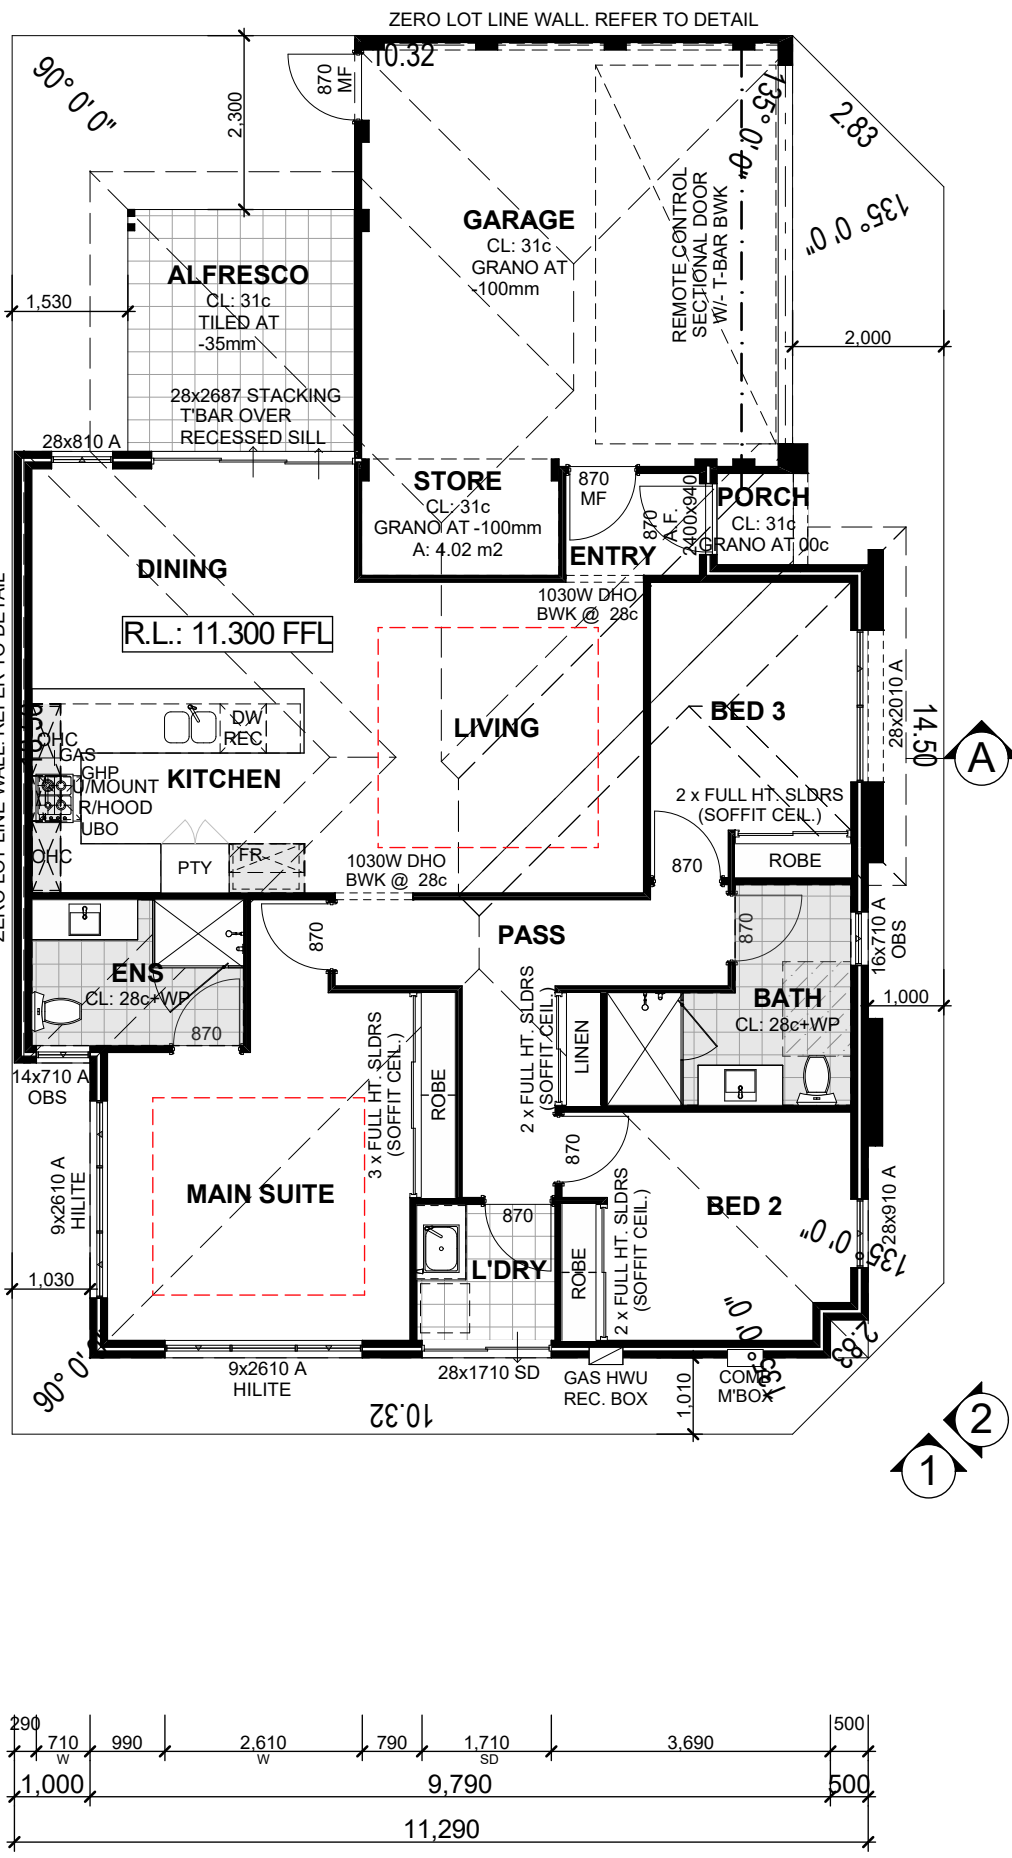 ZERO LOT LINE WALL. REFER TO DETAIL
10.32
90° 0' 0"
2,300
870
MF
135° 0' 0"
2.83
135° 0' 0"
GARAGE
CL: 31c
GRANO AT
-100mm
REMOTE CONTROL
SECTIONAL DOOR
W/- T-BAR BWK
ALFRESCO
CL: 31c
TILED AT
-35mm
1,530
2,000
28x2687 STACKING
T'BAR OVER
RECESSED SILL
28x810 A
STORE
CL: 31c
GRANO AT -100mm
A: 4.02 m2
870
MF
870
A.F.
2400x940
PORCH
CL: 31c
GRANO AT 00c
ENTRY
DINING
1030W DHO
BWK @ 28c
R.L.: 11.300 FFL
ZERO LOT LINE WALL. REFER TO DETAIL
LIVING
BED 3
28x2010 A
14.50
A
OHC
GAS
GHP
U/MOUNT
R/HOOD
UBO
OHC
DW
REC
KITCHEN
PTY
FR
2 x FULL HT. SLDRS
(SOFFIT CEIL.)
ROBE
1030W DHO
BWK @ 28c
870
870
PASS
870
16x710 A
OBS
ENS
CL: 28c+WP
870
BATH
CL: 28c+WP
1,000
14x710 A
OBS
3 x FULL HT. SLDRS
(SOFFIT CEIL.)
ROBE
2 x FULL HT. SLDRS
(SOFFIT CEIL.)
LINEN
9x2610 A
HILITE
MAIN SUITE
870
870
BED 2
28x910 A
135° 0' 0"
L'DRY
ROBE
2 x FULL HT. SLDRS
(SOFFIT CEIL.)
1,030
135° 0' 0"
2.83
90° 0'
9x2610 A
HILITE
28x1710 SD
GAS HWU
REC. BOX
COMB
M'BOX
1,010
10.32
2
1
290
710
W
990
2,610
W
790
1,710
SD
3,690
500
1,000
9,790
500
11,290